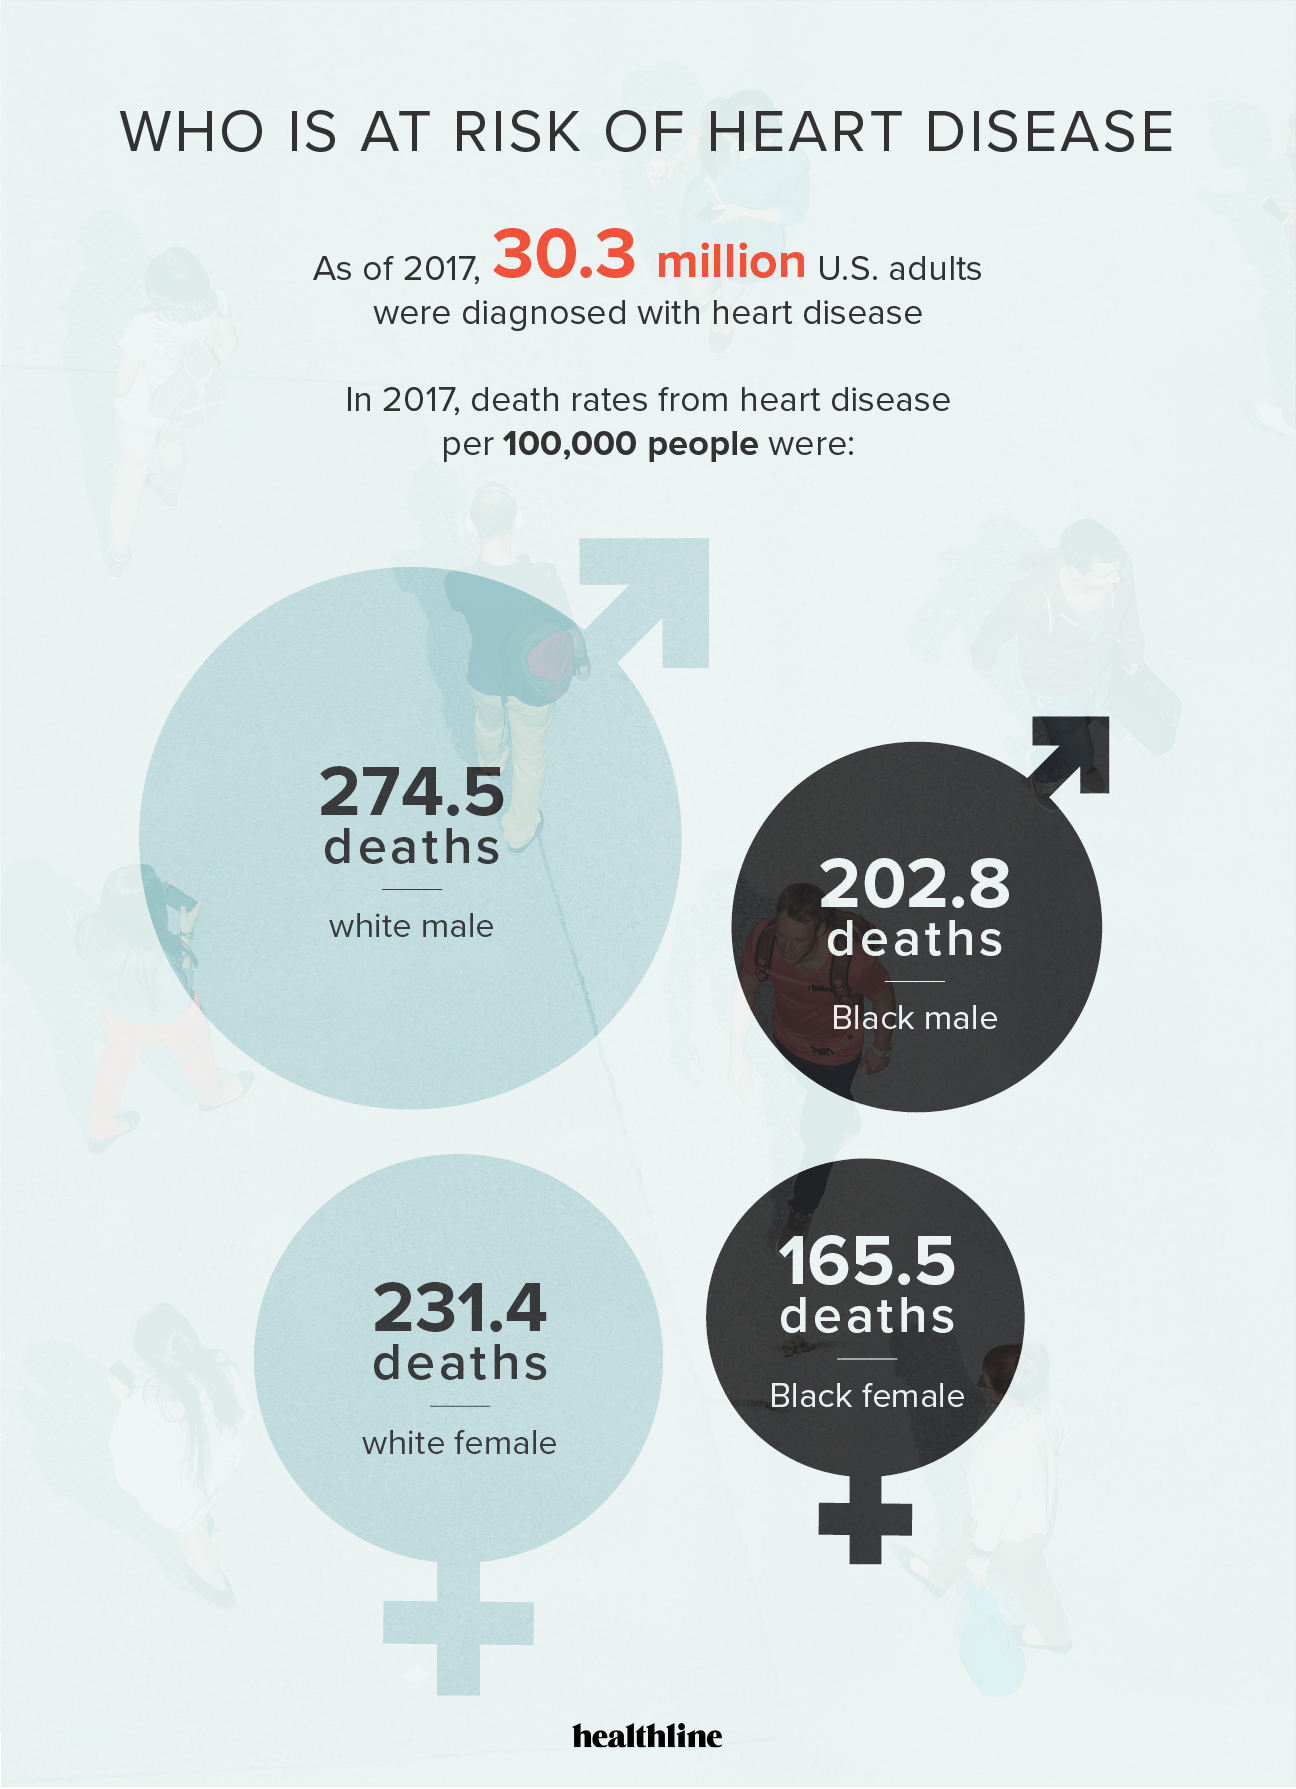 WHO IS AT RISK OF HEART DISEASE
As of 2017, 30.3 million U.S. adults
were diagnosed with heart disease
In 2017, death rates from heart disease
per 100,000 people were:
274.5
deaths
white male
202.8
deaths
Black male
231.4
deaths
white female
165.5
deaths
Black female
healthline